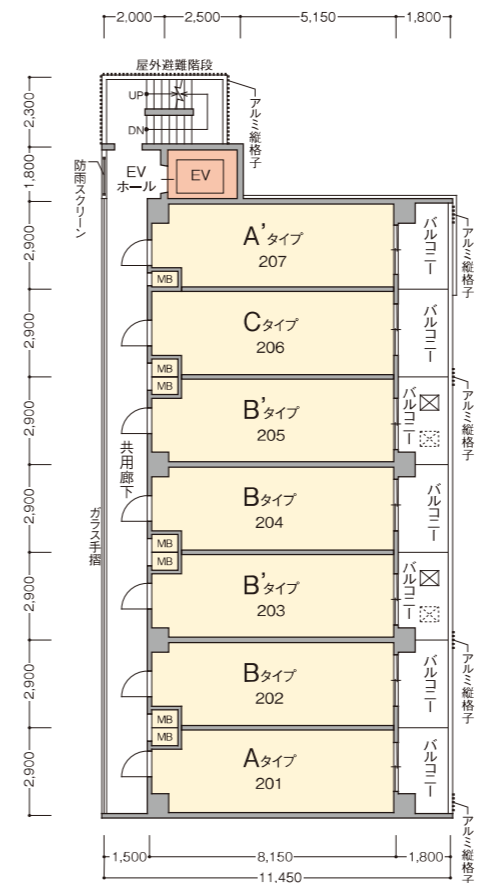 2,000
2,500
5,150
1,800
屋外避難階段
UP
DN
アルミ縦格子
2,300
1,800
防雨スクリーン
EV
ホール
EV
2,900
A'タイプ
207
MB
バルコニー
アルミ縦格子
2,900
Cタイプ
206
MB
バルコニー
アルミ縦格子
2,900
MB
B'タイプ
205
バルコニー
共用廊下
2,900
Bタイプ
204
MB
バルコニー
ガラス手摺
2,900
MB
B'タイプ
203
バルコニー
2,900
Bタイプ
202
MB
バルコニー
アルミ縦格子
2,900
MB
Aタイプ
201
バルコニー
アルミ縦格子
1,500
8,150
1,800
11,450